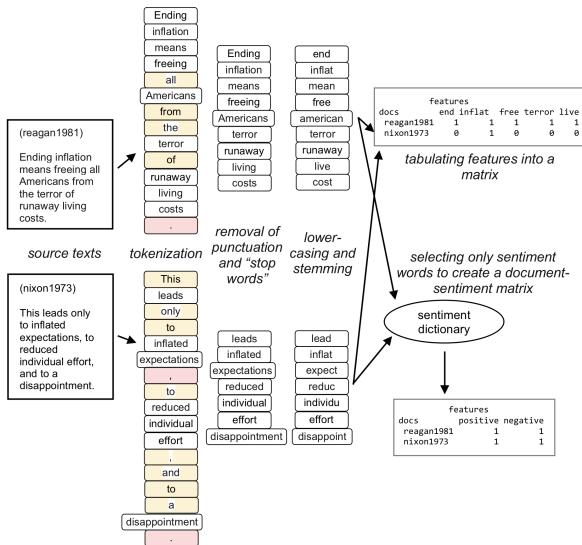 (reagan1981)
Ending inflation
means freeing all
Americans from
the terror of
runaway living
costs.
source texts
(nixon1973)
This leads only
to inflated
expectations, to
reduced
individual effort,
and to a
disappointment.
Ending
inflation
means
freeing
all
Americans
from
the
terror
of
runaway
living
costs
.
tokenization
This
leads
only
to
inflated
expectations
,
to
reduced
individual
effort
,
and
to
a
disappointment
.
Ending
inflation
means
freeing
Americans
terror
runaway
living
costs
removal of
punctuation
and “stop
words”
leads
inflated
expectations
reduced
individual
effort
disappointment
end
inflat
mean
free
american
terror
runaway
live
cost
lower-
casing and
stemming
lead
inflat
expect
reduc
individu
effort
disappoint
features
docs end inflat free terror live
reagan1981 1 1 1 1 1
nixon1973 0 1 0 0 0
tabulating features into a
matrix
selecting only sentiment
words to create a document-
sentiment matrix
sentiment
dictionary
features
docs positive negative
reagan1981 1 1
nixon1973 1 1